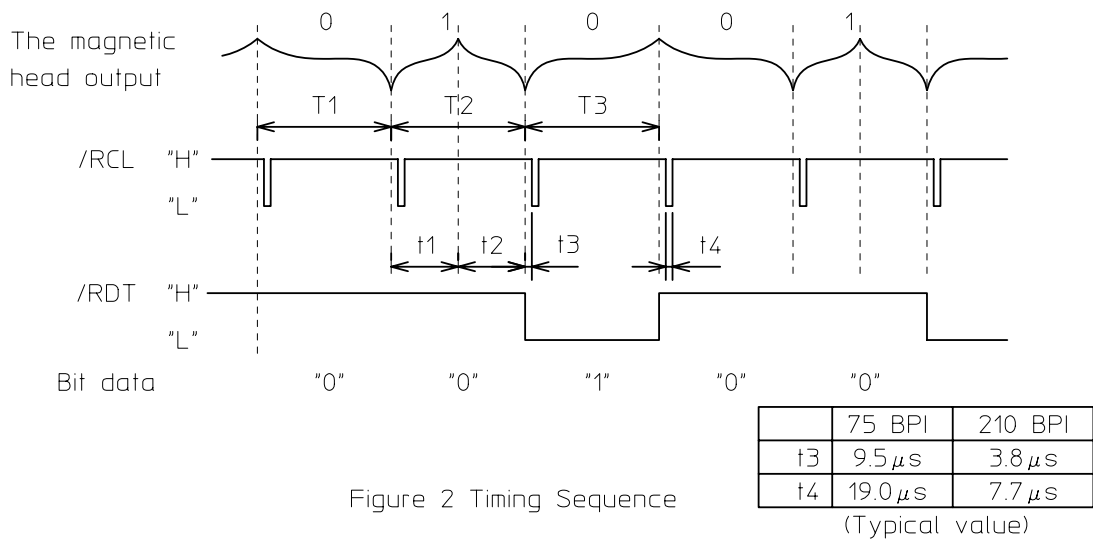 0 1 0 0 1
The magnetic
head output
T1 T2 T3
/RCL "H"
"L"
t1 t2 t3 t4
/RDT "H"
"L"
Bit data "0" "0" "1" "0" "0"
75 BPI 210 BPI
t3 9.5μs 3.8μs
t4 19.0μs 7.7μs
Figure 2 Timing Sequence
(Typical value)